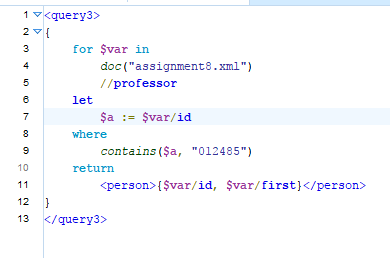 1 <query3>
2 {
3 for $var in
4 doc("assignment8.xml")
5 //professor
6 let
7 $a := $var/id
8 where
9 contains($a, "012485")
10 return
11 <person>{$var/id, $var/first}</person>
12 }
13 </query3>